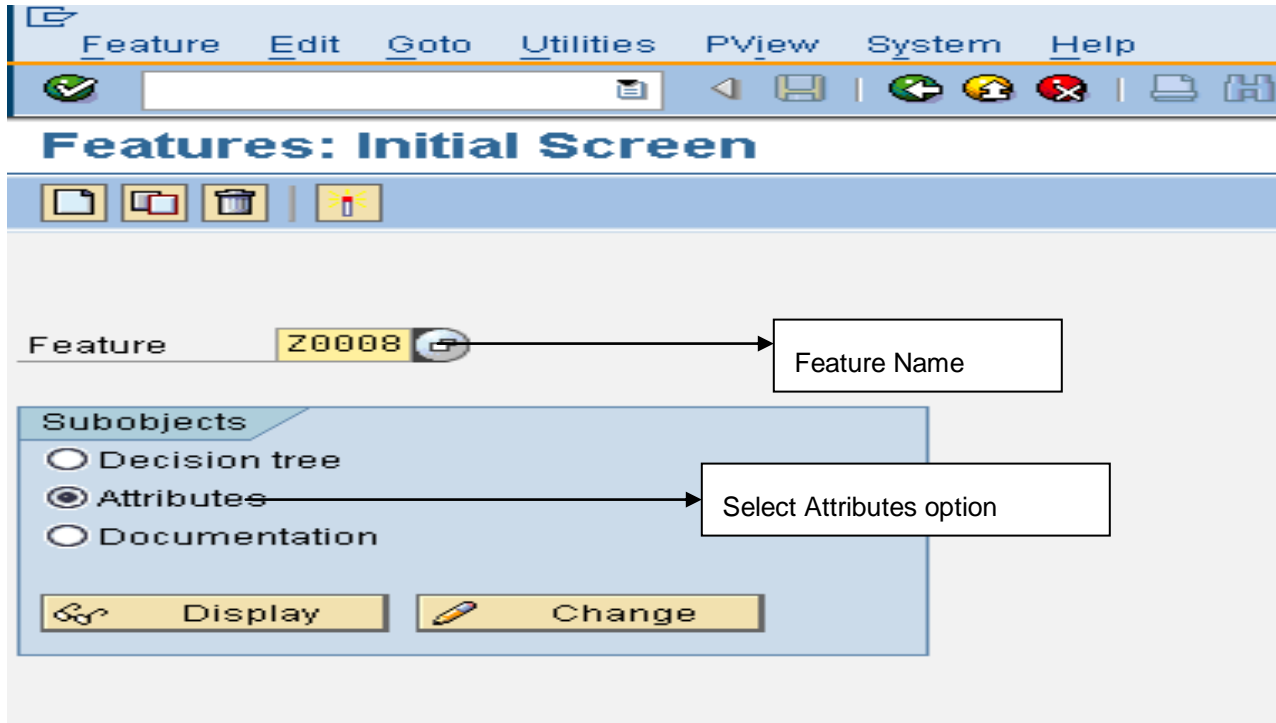 Feature Edit Goto Utilities PView System Help
Features: Initial Screen
Feature Z0008
Feature Name
Subobjects
Decision tree
Attributes
Select Attributes option
Documentation
Display Change